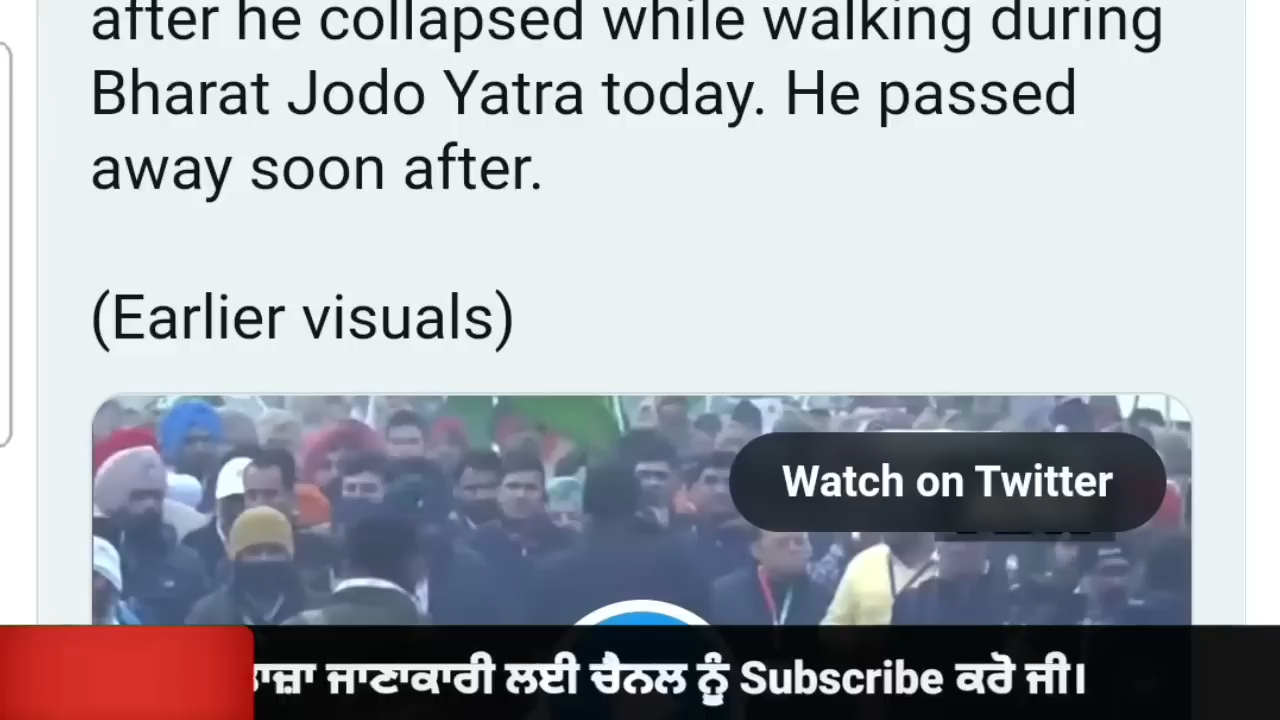 after he collapsed while walking during
Bharat Jodo Yatra today. He passed
away soon after.
(Earlier visuals)
Watch on Twitter
ਜਾਣਕਾਰੀ ਲਈ ਚੈਨਲ ਨੂੰ Subscribe ਕਰੋ ਜੀ।